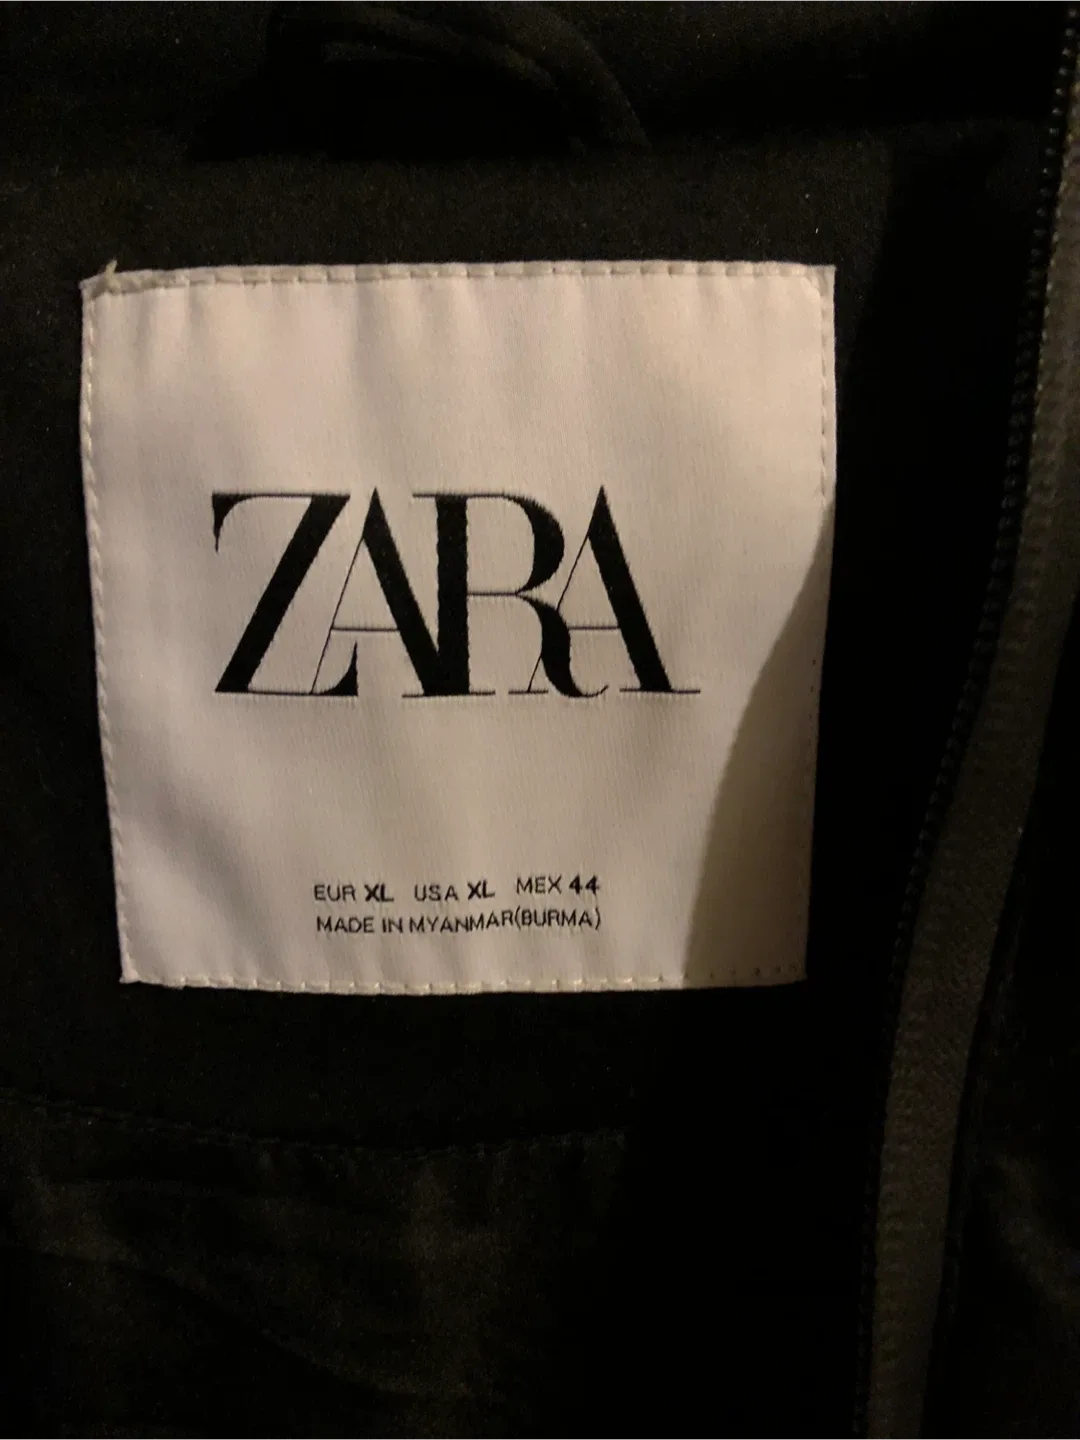 ZARA
EUR XL USA XL MEX 44
MADE IN MYANMAR(BURMA)